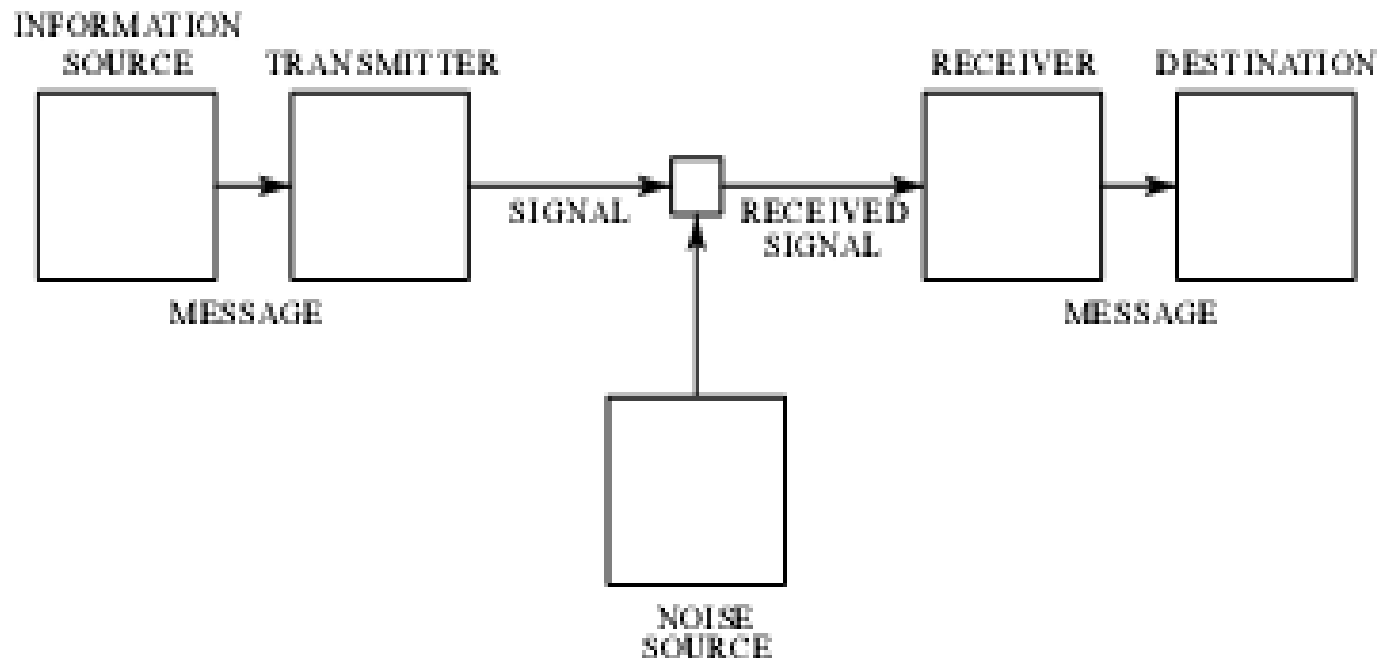 INFORMATION
SOURCE
TRANSMITTER
RECEIVER
DESTINATION
SIGNAL
RECEIVED
SIGNAL
MESSAGE
MESSAGE
NOISE
SOURCE